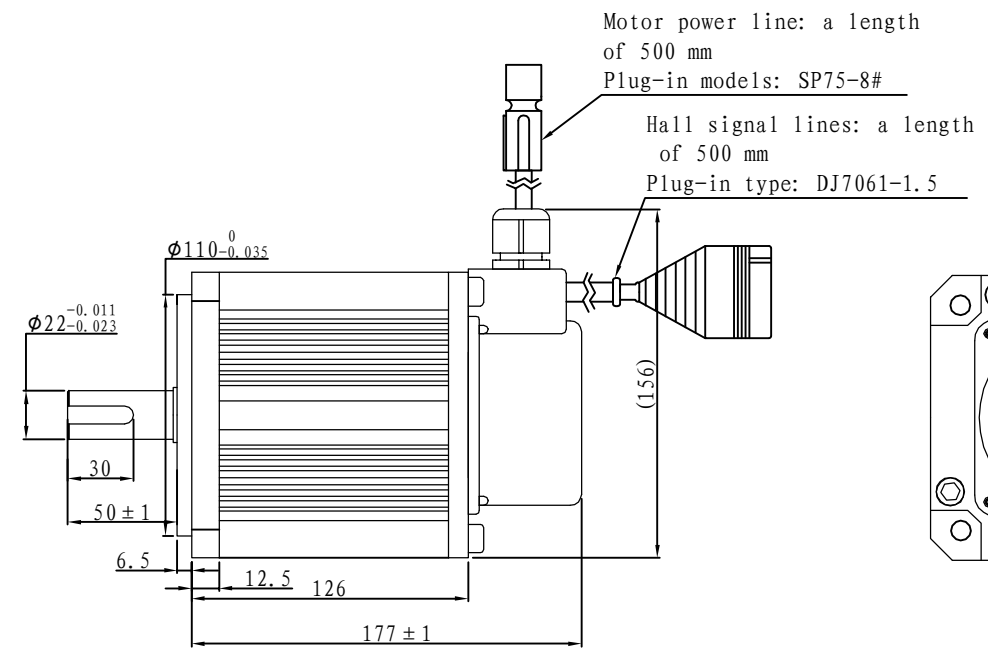 Motor power line: a length
of 500 mm
Plug-in models: SP75-8#
Hall signal lines: a length
of 500 mm
Plug-in type: DJ7061-1.5
ϕ110 0 -0.035
ϕ22 -0.011 -0.023
(156)
30
50±1
6.5
12.5
126
177±1